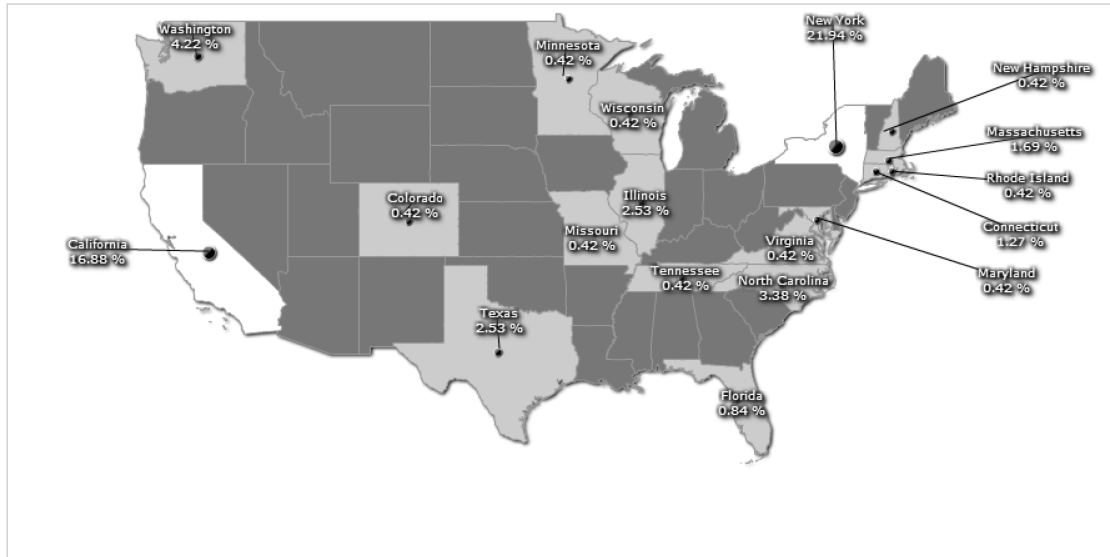 Washington
4.22 %
Minnesota
0.42 %
New York
21.94 %
New Hampshire
0.42 %
Wisconsin
0.42 %
Massachusetts
1.69 %
Rhode Island
0.42 %
Colorado
0.42 %
Illinois
2.53 %
Missouri
0.42 %
Connecticut
1.27 %
California
16.88 %
Virginia
0.42 %
Maryland
0.42 %
Tennessee
0.42 %
North Carolina
3.38 %
Texas
2.53 %
Florida
0.84 %